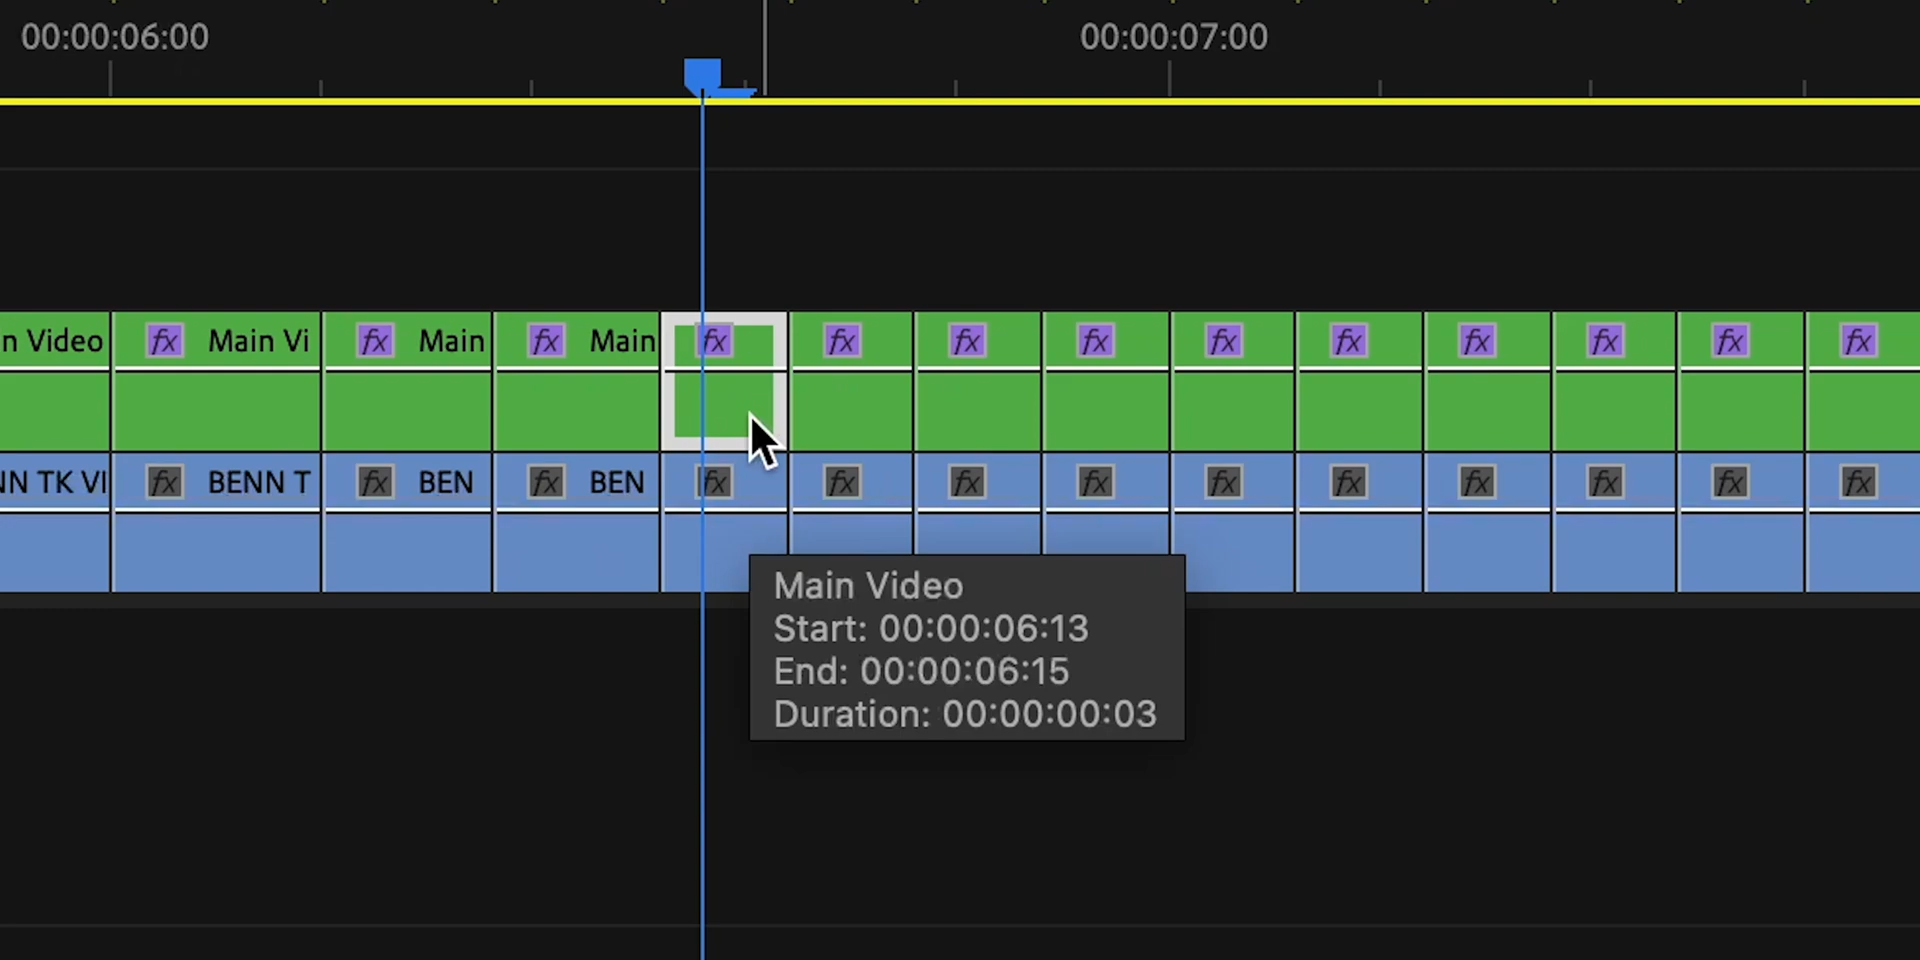 00:00:06:00 00:00:07:00
n Video fx Main Vi fx Main fx Main fx fx fx fx fx fx fx fx fx fx
NN TK VI fx BENN T fx BEN fx BEN fx fx fx fx fx fx fx fx fx fx
Main Video
Start: 00:00:06:13
End: 00:00:06:15
Duration: 00:00:00:03